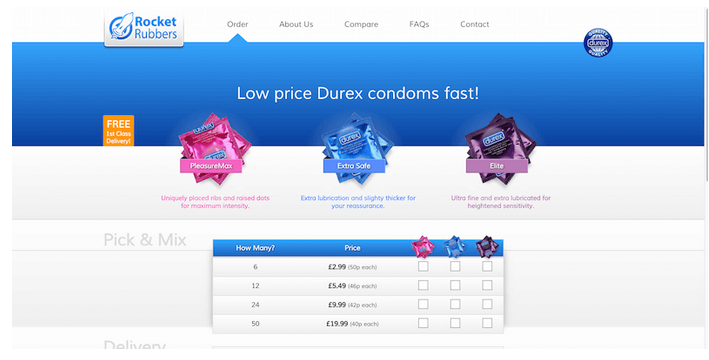 Rocket
Rubbers
Order
About Us
Compare
FAQs
Contact
QUALITY
durex
QUALITY
Low price Durex condoms fast!
FREE
1st Class
Delivery!
durex
PleasureMax
durex
Extra Safe
durex
Elite
Uniquely placed ribs and raised dots
for maximum intensity.
Extra lubrication and slighty thicker for
your reassurance.
Ultra fine and extra lubricated for
heightened sensitivity.
Pick & Mix
How Many?
Price
6
£2.99 (50p each)
12
£5.49 (46p each)
24
£9.99 (42p each)
50
£19.99 (40p each)
Delivery